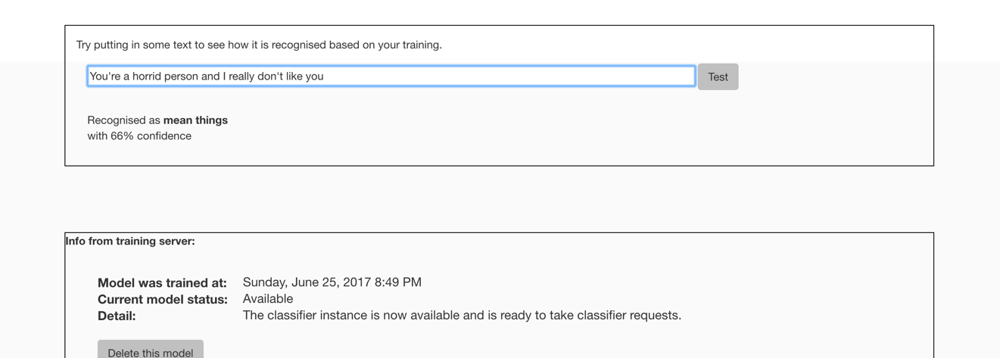 Try putting in some text to see how it is recognised based on your training.
You're a horrid person and I really don't like you Test
Recognised as mean things
with 66% confidence
Info from training server:
Model was trained at: Sunday, June 25, 2017 8:49 PM
Current model status: Available
Detail: The classifier instance is now available and is ready to take classifier requests.
Delete this model